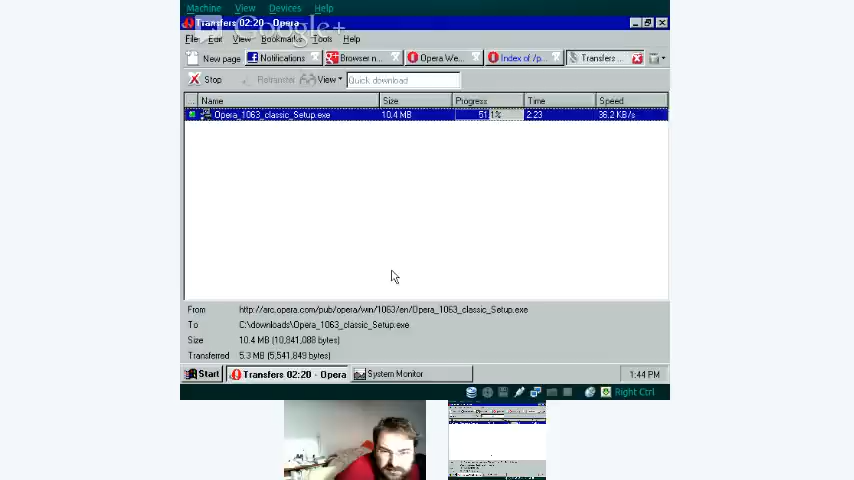 Machine View Devices Help
Transfers 02:20 - Opera
Google+
File Edit View Bookmarks Tools Help
New page Notifications Browser n... Opera We... Index of /p... Transfers ...
Stop Retransfer View Quick download
... Name Size Progress Time Speed
Opera_1063_classic_Setup.exe 10.4 MB 51.1% 2:23 36.2 KB/s
From http://arc.opera.com/pub/opera/win/1063/en/Opera_1063_classic_Setup.exe
To C:\downloads\Opera_1063_classic_Setup.exe
Size 10.4 MB (10,841,088 bytes)
Transferred 5.3 MB (5,541,849 bytes)
Start Transfers 02:20 - Opera System Monitor 1:44 PM
Right Ctrl